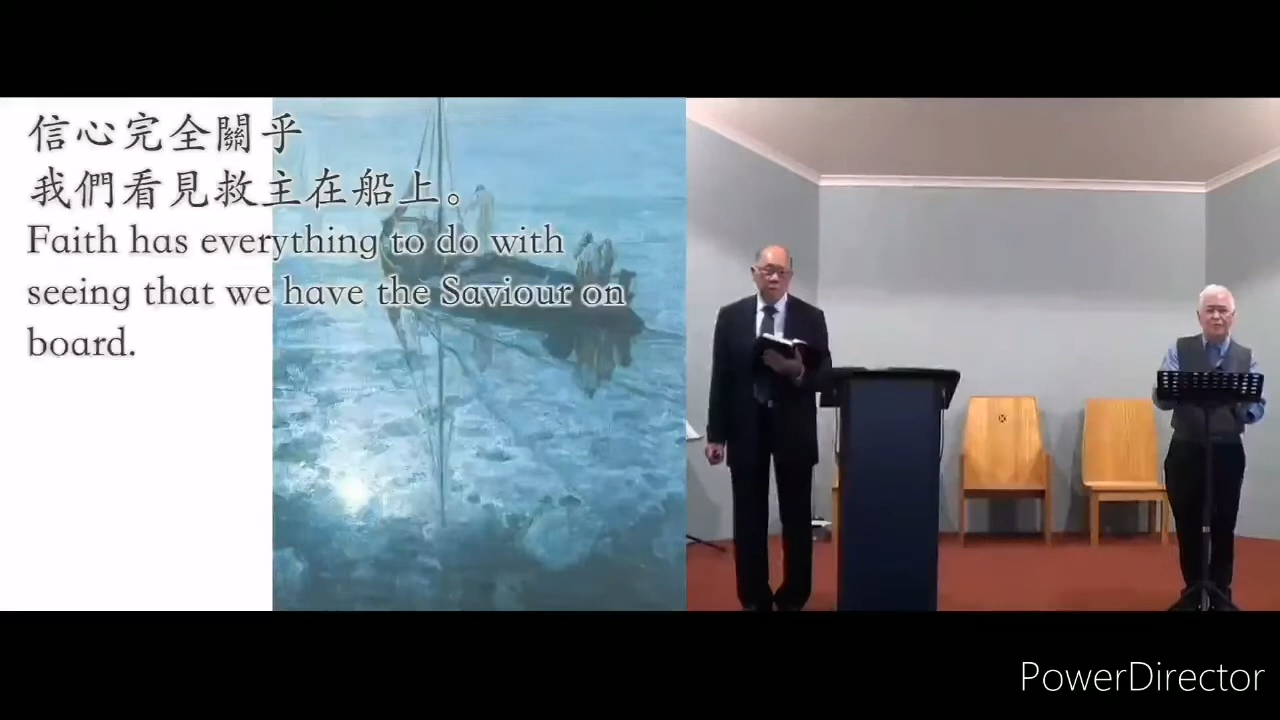 信心完全關乎
我們看見救主在船上。
Faith has everything to do with
seeing that we have the Saviour on
board.
PowerDirector